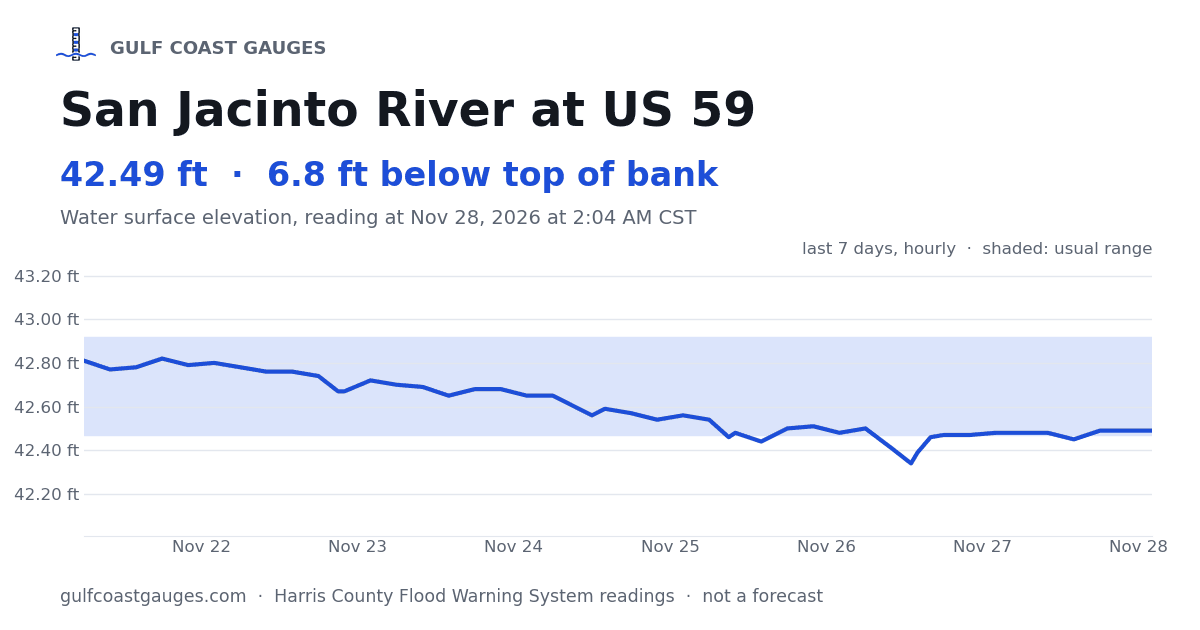 GULF COAST GAUGES
San Jacinto River at US 59
42.49 ft · 6.8 ft below top of bank
Water surface elevation, reading at Nov 28, 2026 at 2:04 AM CST
last 7 days, hourly · shaded: usual range
43.20 ft
43.00 ft
42.80 ft
42.60 ft
42.40 ft
42.20 ft
Nov 22 Nov 23 Nov 24 Nov 25 Nov 26 Nov 27 Nov 28
gulfcoastgauges.com · Harris County Flood Warning System readings · not a forecast